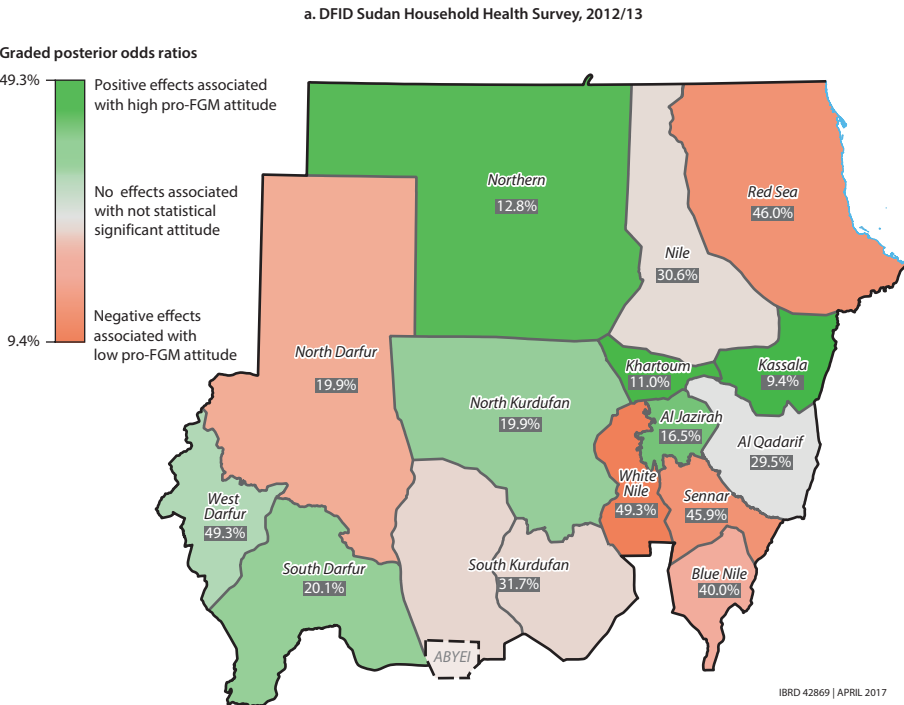 a. DFID Sudan Household Health Survey, 2012/13
Graded posterior odds ratios
49.3%
Positive effects associated
with high pro-FGM attitude
No effects associated
with not statistical
significant attitude
Negative effects
associated with
low pro-FGM attitude
9.4%
Northern
12.8%
Red Sea
46.0%
Nile
30.6%
North Darfur
19.9%
Khartoum
11.0%
Kassala
9.4%
North Kurdufan
19.9%
Al Jazirah
16.5%
Al Qadarif
29.5%
West
Darfur
49.3%
White
Nile
49.3%
Sennar
45.9%
South Darfur
20.1%
South Kurdufan
31.7%
Blue Nile
40.0%
ABYEI
IBRD 42869 | APRIL 2017